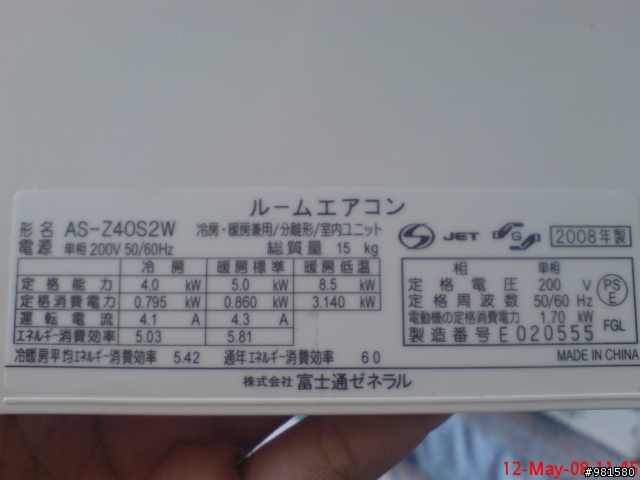 ルームエアコン
形名 AS-Z40S2W 冷房・暖房兼用/分離形/室内ユニット
電源 単相 200V 50/60Hz 総質量 15 kg
JET
G
2008年製
冷房 暖房標準 暖房低温
定格能力 4.0 kW 5.0 kW 8.5 kW
定格消費電力 0.795 kW 0.860 kW 3.140 kW
運転電流 4.1 A 4.3 A
エネルギー消費効率 5.03 5.81
冷暖房平均エネルギー消費効率 5.42 通年エネルギー消費効率 6.0
相 単相
定格電圧 200 V
定格周波数 50/60 Hz
電動機の定格消費電力 1.70 kW
製造番号 E020555
PS
E
FGL
MADE IN CHINA
株式会社 富士通ゼネラル
12-May-08
#981580